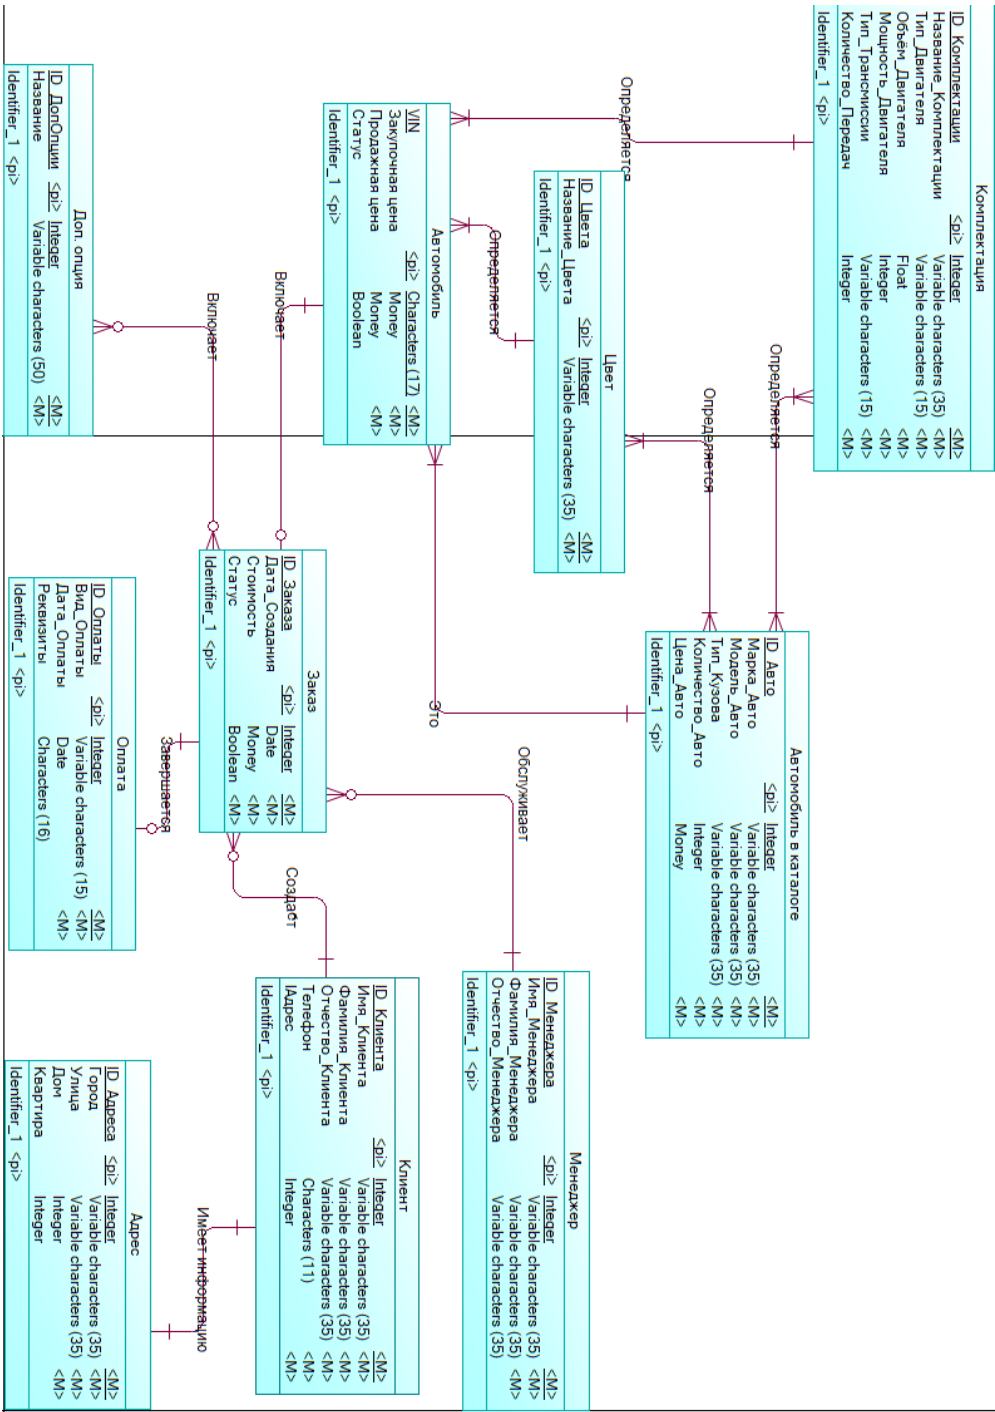 Комплектация
ID_Комплектации <pi> Integer <M>
Название_Комплектации Variable characters (35) <M>
Тип_Двигателя Variable characters (15) <M>
Объём_Двигателя Float <M>
Мощность_Двигателя Integer <M>
Тип_Трансмиссии Variable characters (15) <M>
Количество_Передач Integer <M>
Identifier_1 <pi>
Определяется
Определяется
Автомобиль в каталоге
ID_Авто <pi> Integer <M>
Марка_Авто Variable characters (35) <M>
Модель_Авто Variable characters (35) <M>
Тип_Кузова Variable characters (35) <M>
Количество_Авто Integer <M>
Цена_Авто Money <M>
Identifier_1 <pi>
Определяется
Цвет
ID_Цвета <pi> Integer <M>
Название_Цвета Variable characters (35) <M>
Identifier_1 <pi>
Определяется
Автомобиль
VIN <pi> Characters (17) <M>
Закупочная цена Money <M>
Продажная цена Money <M>
Статус Boolean <M>
Identifier_1 <pi>
Это
Обслуживает
Менеджер
ID_Менеджера <pi> Integer <M>
Имя_Менеджера Variable characters (35) <M>
Фамилия_Менеджера Variable characters (35) <M>
Отчество_Менеджера Variable characters (35)
Identifier_1 <pi>
Включает
Включает
Заказ
ID_Заказа <pi> Integer <M>
Дата_Создания Date <M>
Стоимость Money <M>
Статус Boolean <M>
Identifier_1 <pi>
Создаёт
Клиент
ID_Клиента <pi> Integer <M>
Имя_Клиента Variable characters (35) <M>
Фамилия_Клиента Variable characters (35) <M>
Отчество_Клиента Variable characters (35)
Телефон Characters (11)
IАдрес Integer <M>
Identifier_1 <pi>
Завершается
Имеет информацию
Доп. опция
ID_ДопОпции <pi> Integer <M>
Название Variable characters (50) <M>
Identifier_1 <pi>
Оплата
ID_Оплаты <pi> Integer <M>
Вид_Оплаты Variable characters (15) <M>
Дата_Оплаты Date <M>
Реквизиты Characters (16)
Identifier_1 <pi>
Адрес
ID_Адреса <pi> Integer <M>
Город Variable characters (35) <M>
Улица Variable characters (35) <M>
Дом Integer <M>
Квартира Integer
Identifier_1 <pi>